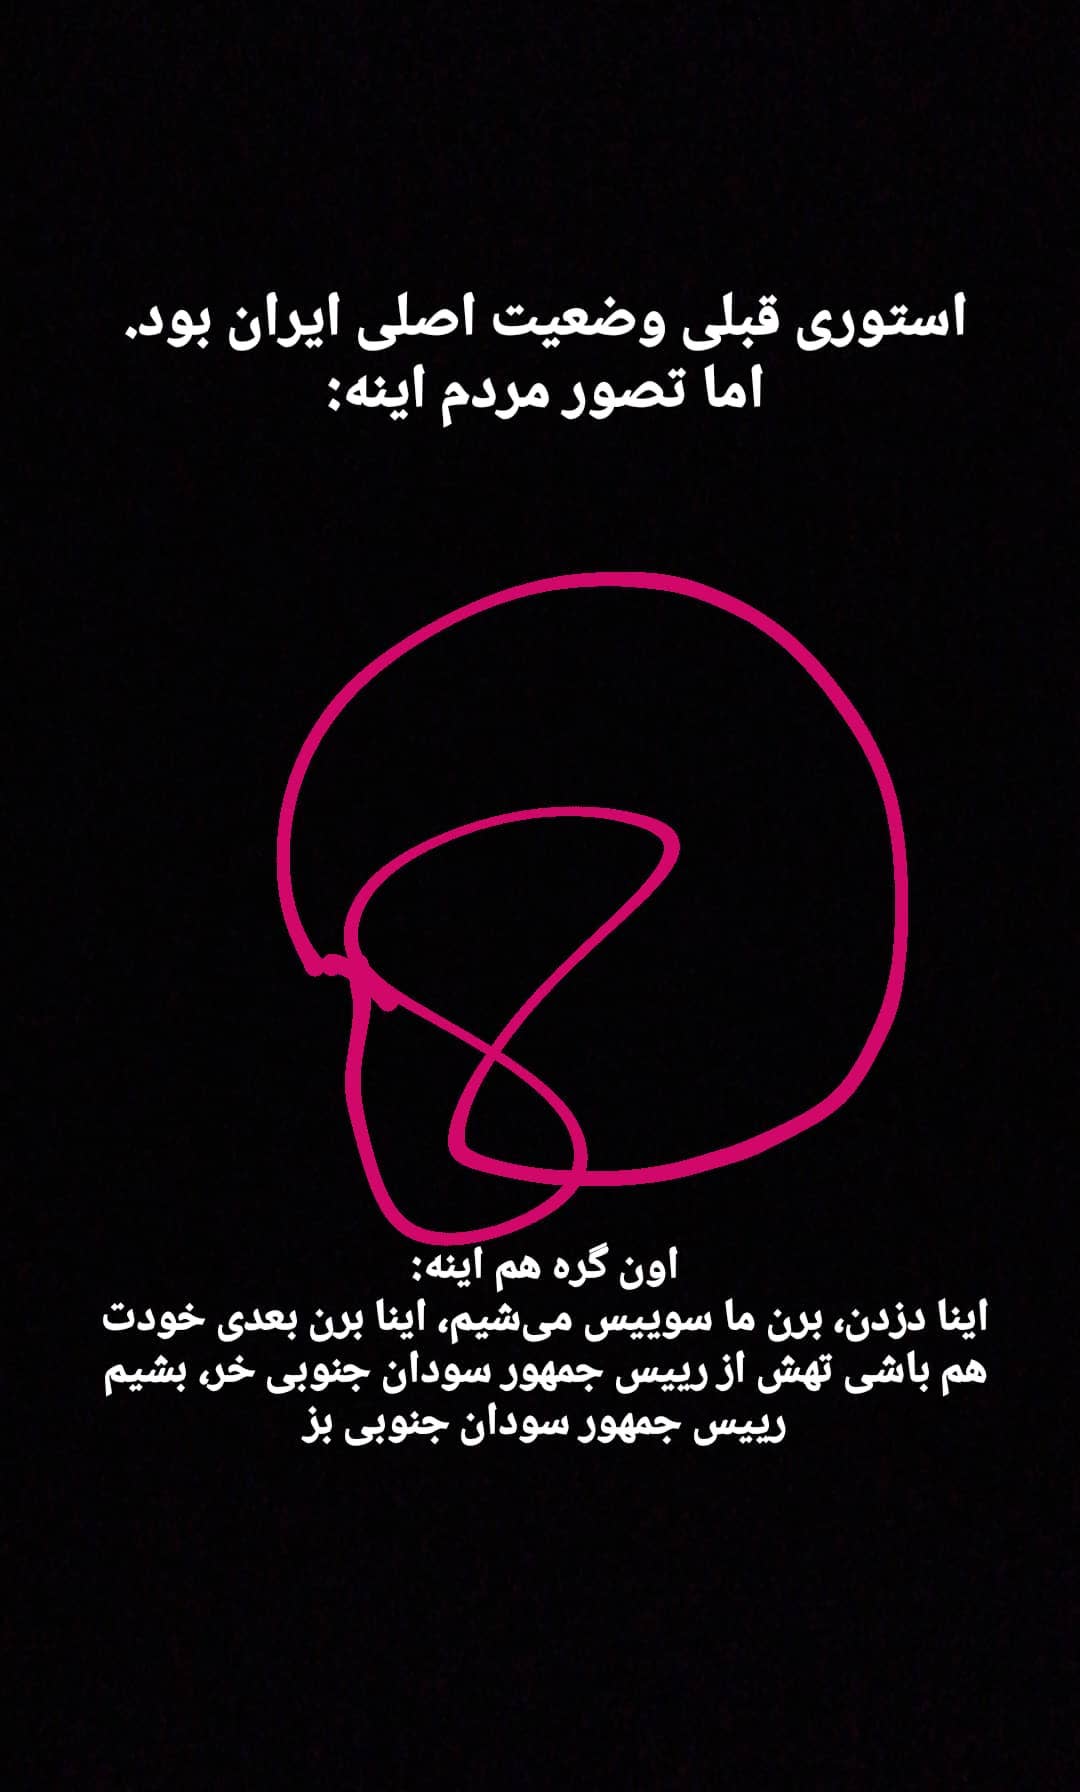 استوری قبلی وضعیت اصلی ایران بود.
اما تصور مردم اینه:
اون گره هم اینه:
اینا دزدن، برن ما سوییس می‌شیم، اینا برن بعدی خودت
هم باشی تهش از رییس جمهور سودان جنوبی خر، بشیم
رییس جمهور سودان جنوبی بز